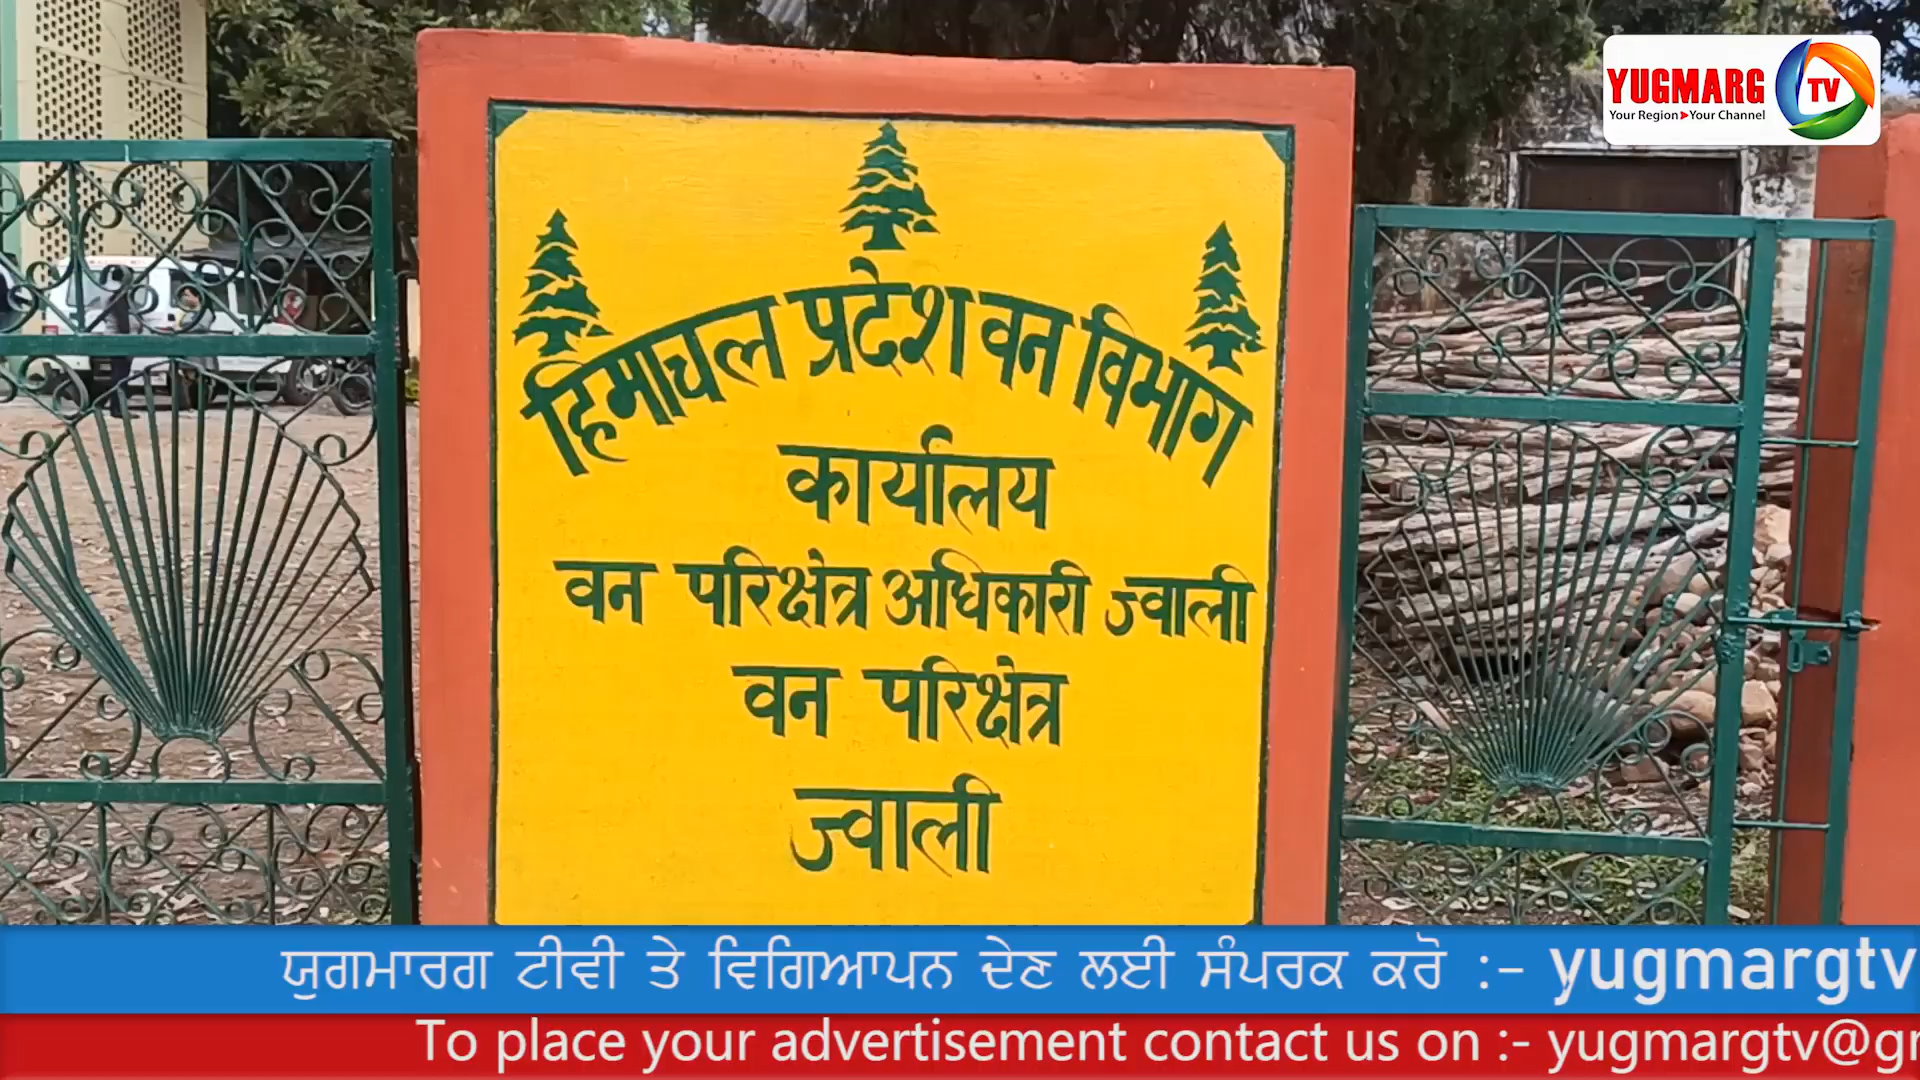 YUGMARG TV
Your Region Your Channel
हिमाचल प्रदेश वन विभाग
कार्यालय
वन परिक्षेत्र अधिकारी ज्वाली
वन परिक्षेत्र
ज्वाली
ਯੁਗਮਾਰਗ ਟੀਵੀ ਤੇ ਵਿਗਿਆਪਨ ਦੇਣ ਲਈ ਸੰਪਰਕ ਕਰੋ :- yugmargtv
To place your advertisement contact us on :- yugmargtv@gm